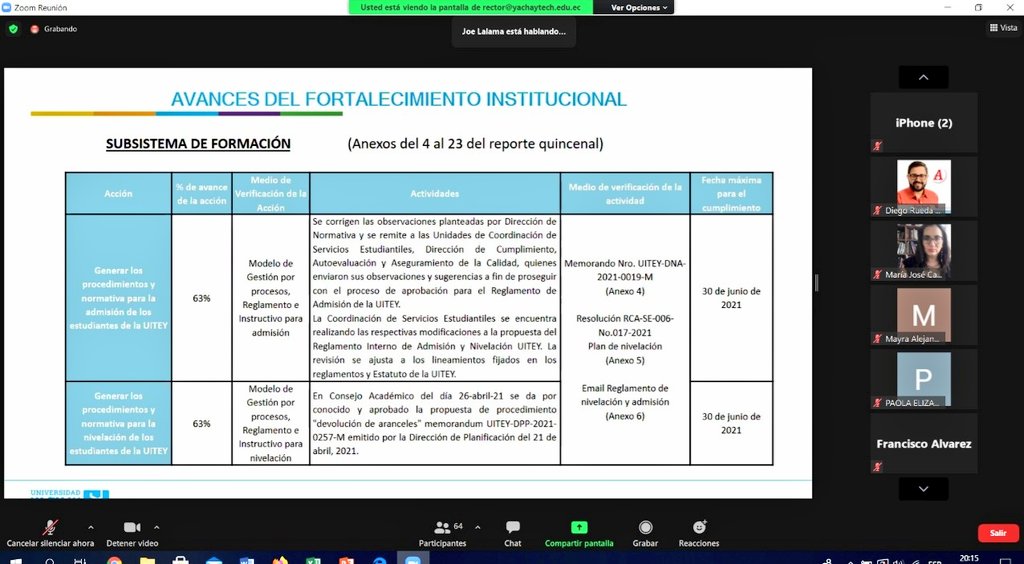 Zoom Reunión
Usted está viendo la pantalla de rector@yachaytech.edu.ec
Ver Opciones
Grabando
Joe Lalama está hablando...
Vista
AVANCES DEL FORTALECIMIENTO INSTITUCIONAL
SUBSISTEMA DE FORMACIÓN
(Anexos del 4 al 23 del reporte quincenal)
Acción
% de avance
de la acción
Medio de
Verificación de la
Acción
Actividades
Medio de verificación de la
actividad
Fecha máxima
para el
cumplimiento
Generar los
procedimientos y
normativa para la
admisión de los
estudiantes de la UITEY
63%
Modelo de
Gestión por
procesos,
Reglamento e
Instructivo para
admisión
Se corrigen las observaciones planteadas por Dirección de
Normativa y se remite a las Unidades de Coordinación de
Servicios Estudiantiles, Dirección de Cumplimiento,
Autoevaluación y Aseguramiento de la Calidad, quienes
enviaron sus observaciones y sugerencias a fin de proseguir
con el proceso de aprobación para el Reglamento de
Admisión de la UITEY.
La Coordinación de Servicios Estudiantiles se encuentra
realizando las respectivas modificaciones a la propuesta del
Reglamento Interno de Admisión y Nivelación UITEY. La
revisión se ajusta a los lineamientos fijados en los
reglamentos y Estatuto de la UITEY.
Memorando Nro. UITEY-DNA-
2021-0019-M
(Anexo 4)
Resolución RCA-SE-006-
No.017-2021
Plan de nivelación
(Anexo 5)
Email Reglamento de
nivelación y admisión
(Anexo 6)
30 de junio de
2021
Generar los
procedimientos y
normativa para la
nivelación de los
estudiantes de la UITEY
63%
Modelo de
Gestión por
procesos,
Reglamento e
Instructivo para
nivelación
En Consejo Académico del día 26-abril-21 se da por
conocido y aprobado la propuesta de procedimiento
"devolución de aranceles" memorandum UITEY-DPP-2021-
0257-M emitido por la Dirección de Planificación del 21 de
abril, 2021.
30 de junio de
2021
UNIVERSIDAD
iPhone (2)
Diego Rueda ...
A
María José Ca...
M
Mayra Alejan...
P
PAOLA ELIZA...
Francisco Alvarez
Cancelar silenciar ahora
Detener video
64
Participantes
Chat
Compartir pantalla
Grabar
Reacciones
Salir
ESP
20:15